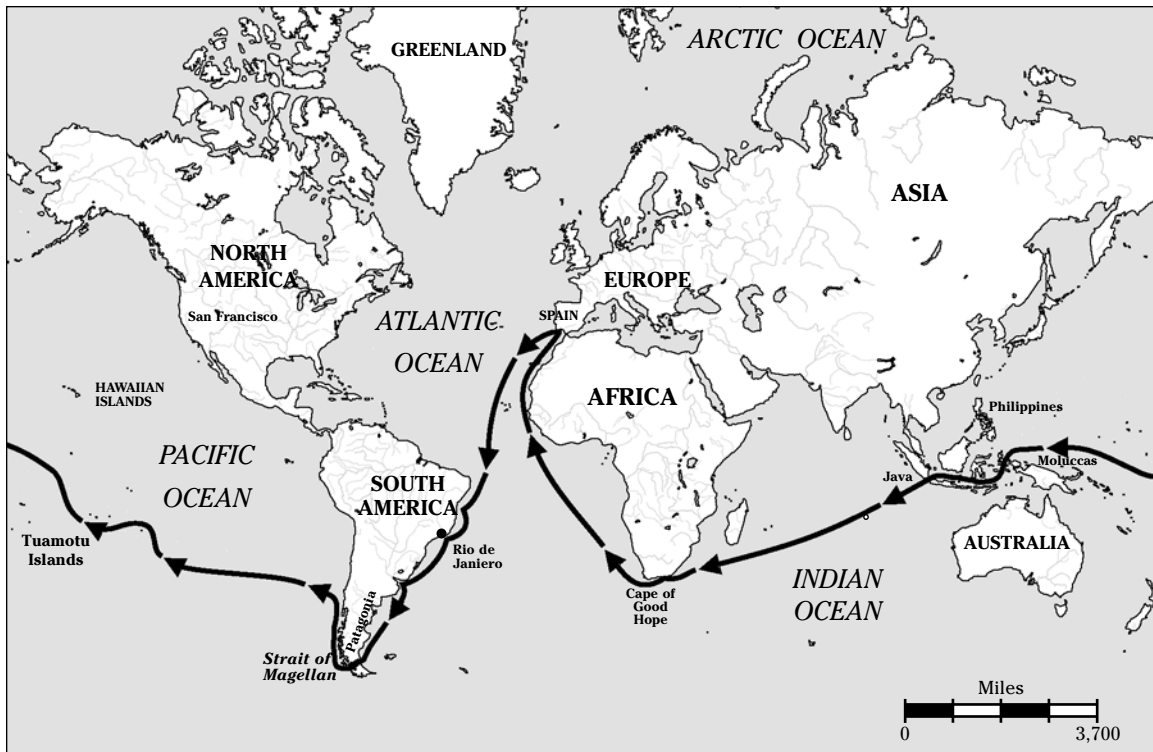 GREENLAND
ARCTIC OCEAN
ASIA
NORTH
AMERICA
San Francisco
EUROPE
SPAIN
ATLANTIC
OCEAN
HAWAIIAN
ISLANDS
AFRICA
Philippines
PACIFIC
OCEAN
Moluccas
Java
SOUTH
AMERICA
Tuamotu
Islands
Rio de
Janiero
AUSTRALIA
INDIAN
OCEAN
Cape of
Good
Hope
Patagonia
Strait of
Magellan
Miles
0 3,700